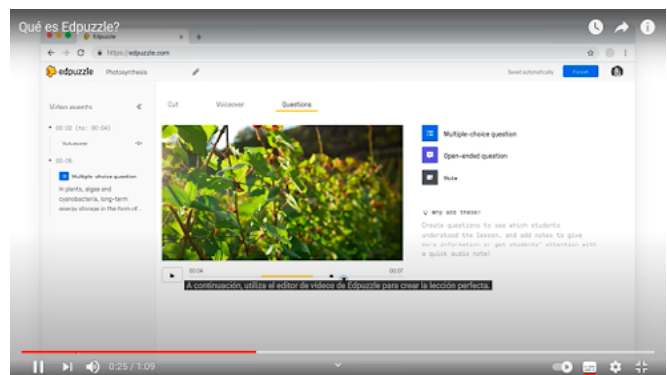 Qué es Edpuzzle?
Edpuzzle
https://edpuzzle.com
edpuzzle
Photosynthesis
Saved automatically
Finish
Video events
Cut
Voiceover
Questions
00:02 (to: 00:04)
Voiceover
00:05
Multiple-choice question
In plants, algae and
cyanobacteria, long-term
energy storage in the form of...
Multiple-choice question
Open-ended question
Note
Why add these?
Create questions to see which students
understood the lesson, and add notes to give
more information or get students' attention with
a quick audio note!
00:04
00:07
A continuación, utiliza el editor de vídeos de Edpuzzle para crear la lección perfecta.
0:25 / 1:09